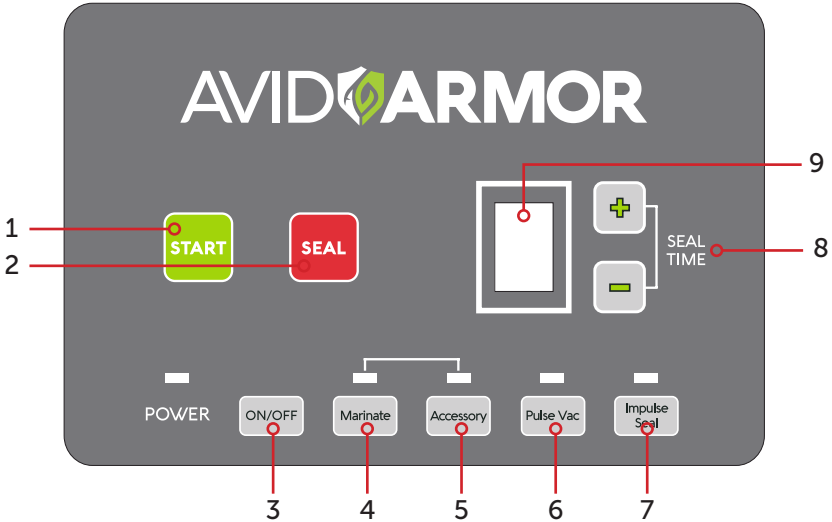 AVID ARMOR
9
1
START
SEAL
2
SEAL
TIME
8
POWER
ON/OFF
Marinate
Accessory
Pulse Vac
Impulse
Seal
3
4
5
6
7